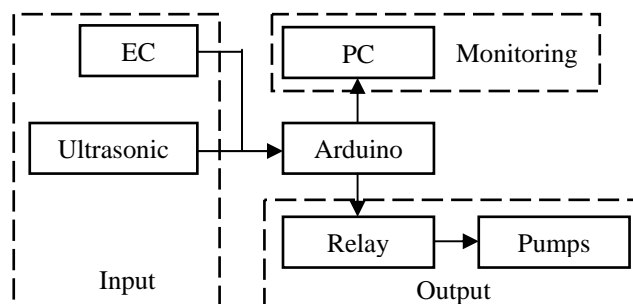 EC
PC
Monitoring
Ultrasonic
Arduino
Relay
Pumps
Input
Output